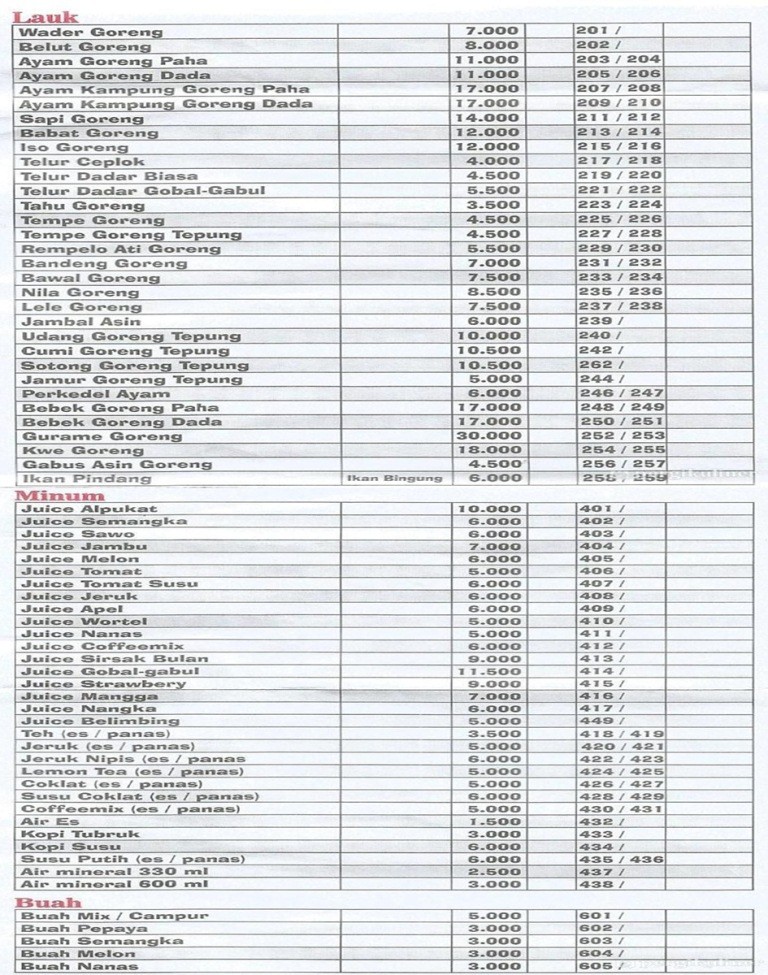 Lauk
Wader Goreng 7.000 201 /
Belut Goreng 8.000 202 /
Ayam Goreng Paha 11.000 203 / 204
Ayam Goreng Dada 11.000 205 / 206
Ayam Kampung Goreng Paha 17.000 207 / 208
Ayam Kampung Goreng Dada 17.000 209 / 210
Sapi Goreng 14.000 211 / 212
Babat Goreng 12.000 213 / 214
Iso Goreng 12.000 215 / 216
Telur Ceplok 4.000 217 / 218
Telur Dadar Biasa 4.500 219 / 220
Telur Dadar Gobal-Gabul 5.500 221 / 222
Tahu Goreng 3.500 223 / 224
Tempe Goreng 4.500 225 / 226
Tempe Goreng Tepung 4.500 227 / 228
Rempelo Ati Goreng 5.500 229 / 230
Bandeng Goreng 7.000 231 / 232
Bawal Goreng 7.500 233 / 234
Nila Goreng 8.500 235 / 236
Lele Goreng 7.500 237 / 238
Jambal Asin 6.000 239 /
Udang Goreng Tepung 10.000 240 /
Cumi Goreng Tepung 10.500 242 /
Sotong Goreng Tepung 10.500 262 /
Jamur Goreng Tepung 5.000 244 /
Perkedel Ayam 6.000 246 / 247
Bebek Goreng Paha 17.000 248 / 249
Bebek Goreng Dada 17.000 250 / 251
Gurame Goreng 30.000 252 / 253
Kwe Goreng 18.000 254 / 255
Gabus Asin Goreng 4.500 256 / 257
Ikan Pindang Ikan Bingung 6.000 258 / 259
Minum
Juice Alpukat 10.000 401 /
Juice Semangka 6.000 402 /
Juice Sawo 6.000 403 /
Juice Jambu 7.000 404 /
Juice Melon 6.000 405 /
Juice Tomat 5.000 406 /
Juice Tomat Susu 6.000 407 /
Juice Jeruk 6.000 408 /
Juice Apel 6.000 409 /
Juice Wortel 5.000 410 /
Juice Nanas 5.000 411 /
Juice Coffeemix 6.000 412 /
Juice Sirsak Bulan 9.000 413 /
Juice Gobal-gabul 11.500 414 /
Juice Strawbery 9.000 415 /
Juice Mangga 7.000 416 /
Juice Nangka 6.000 417 /
Juice Belimbing 5.000 449 /
Teh (es / panas) 3.500 418 / 419
Jeruk (es / panas) 5.000 420 / 421
Jeruk Nipis (es / panas 6.000 422 / 423
Lemon Tea (es / panas) 5.000 424 / 425
Coklat (es / panas) 5.000 426 / 427
Susu Coklat (es / panas) 6.000 428 / 429
Coffeemix (es / panas) 5.000 430 / 431
Air Es 1.500 432 /
Kopi Tubruk 3.000 433 /
Kopi Susu 6.000 434 /
Susu Putih (es / panas) 6.000 435 / 436
Air mineral 330 ml 2.500 437 /
Air mineral 600 ml 3.000 438 /
Buah
Buah Mix / Campur 5.000 601 /
Buah Pepaya 3.000 602 /
Buah Semangka 3.000 603 /
Buah Melon 3.000 604 /
Buah Nanas 3.000 605 /